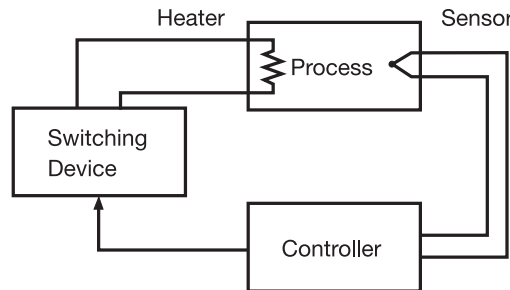 Heater
Sensor
Process
Switching
Device
Controller